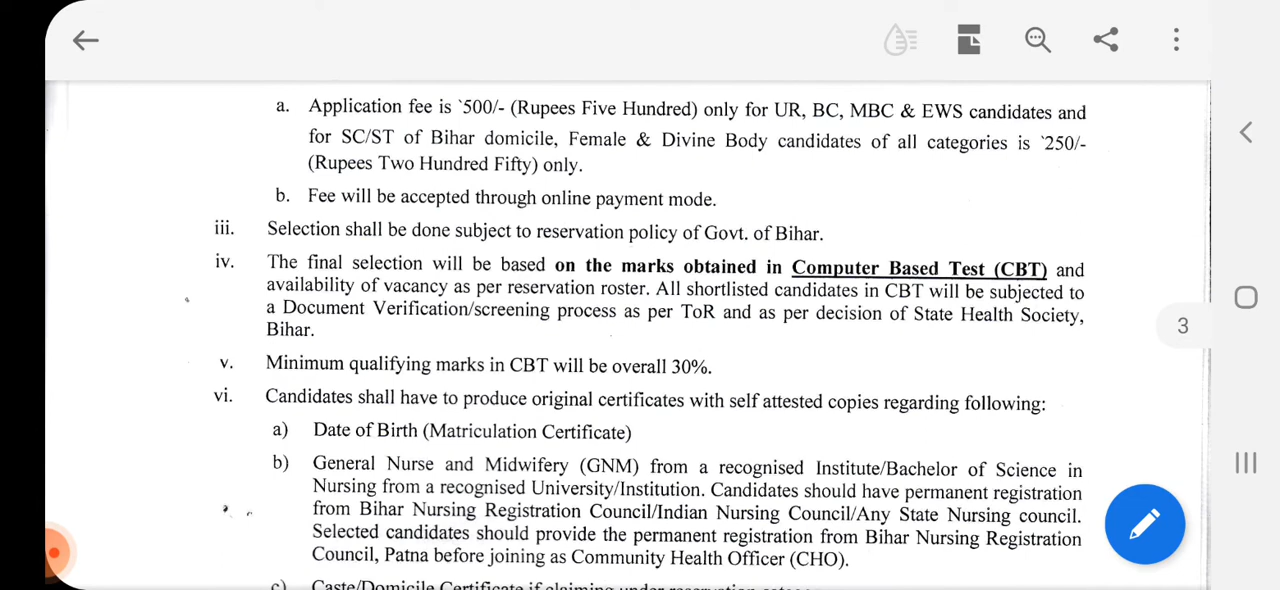 a. Application fee is `500/- (Rupees Five Hundred) only for UR, BC, MBC & EWS candidates and
for SC/ST of Bihar domicile, Female & Divine Body candidates of all categories is `250/-
(Rupees Two Hundred Fifty) only.
b. Fee will be accepted through online payment mode.
iii. Selection shall be done subject to reservation policy of Govt. of Bihar.
iv. The final selection will be based on the marks obtained in Computer Based Test (CBT) and
availability of vacancy as per reservation roster. All shortlisted candidates in CBT will be subjected to
a Document Verification/screening process as per ToR and as per decision of State Health Society,
Bihar.
3
v. Minimum qualifying marks in CBT will be overall 30%.
vi. Candidates shall have to produce original certificates with self attested copies regarding following:
a) Date of Birth (Matriculation Certificate)
b) General Nurse and Midwifery (GNM) from a recognised Institute/Bachelor of Science in
Nursing from a recognised University/Institution. Candidates should have permanent registration
from Bihar Nursing Registration Council/Indian Nursing Council/Any State Nursing council.
Selected candidates should provide the permanent registration from Bihar Nursing Registration
Council, Patna before joining as Community Health Officer (CHO).
c) Caste/Domicile Certificate if claiming under reservation